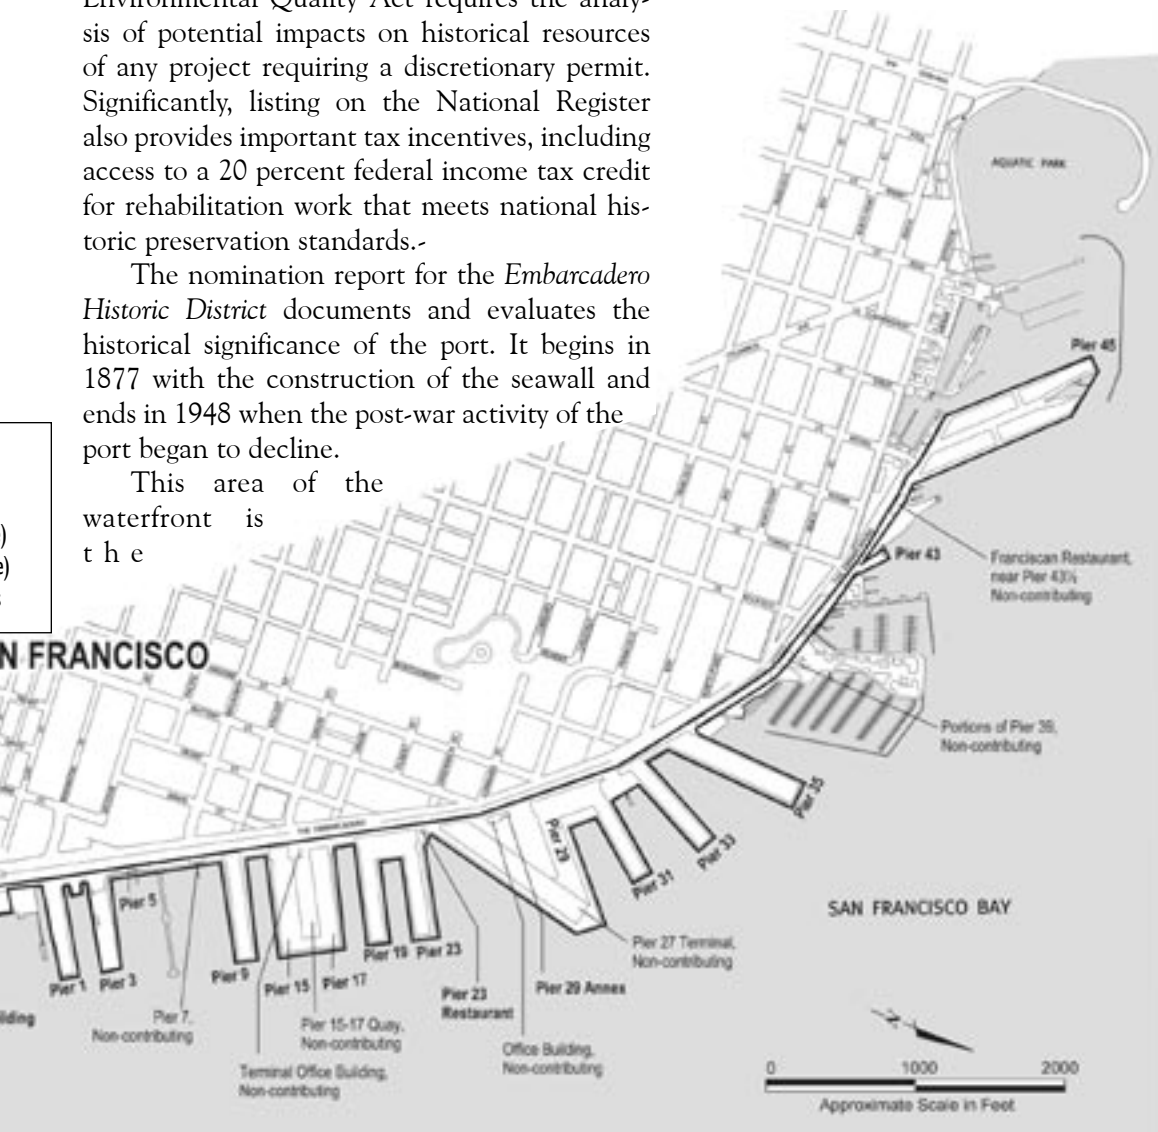 Environmental Quality Act requires the analy-
sis of potential impacts on historical resources
of any project requiring a discretionary permit.
Significantly, listing on the National Register
also provides important tax incentives, including
access to a 20 percent federal income tax credit
for rehabilitation work that meets national his-
toric preservation standards.-
The nomination report for the Embarcadero
Historic District documents and evaluates the
historical significance of the port. It begins in
1877 with the construction of the seawall and
ends in 1948 when the post-war activity of the
port began to decline.
This area of the
waterfront is
the
N FRANCISCO
AQUATIC PARK
Pier 45
Pier 43
Franciscan Restaurant,
near Pier 43½
Non-contributing
Portions of Pier 39,
Non-contributing
Pier 35
Pier 33
Pier 31
Pier 29
THE EMBARCADERO
SAN FRANCISCO BAY
Pier 27 Terminal,
Non-contributing
Pier 29 Annex
Pier 23
Restaurant
Office Building,
Non-contributing
Pier 23
Pier 19
Pier 17
Pier 15
Pier 15-17 Quay,
Non-contributing
Terminal Office Building,
Non-contributing
Pier 9
Pier 7,
Non-contributing
Pier 5
Pier 3
Pier 1
ilding
N
0 1000 2000
Approximate Scale in Feet